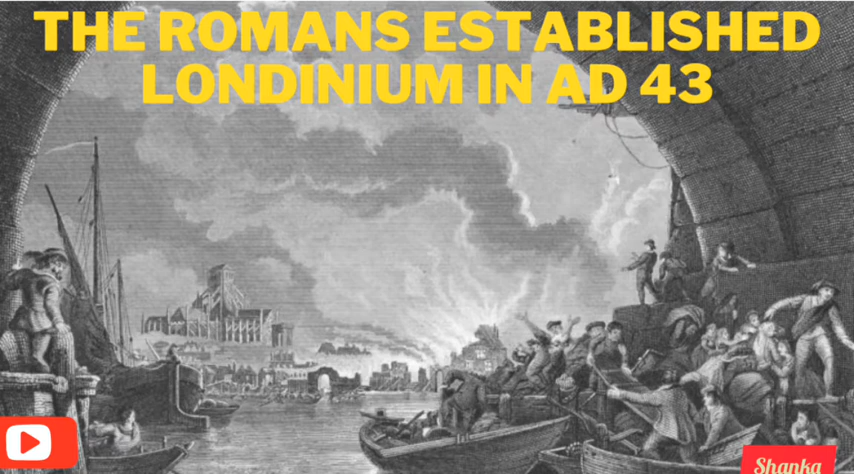 THE ROMANS ESTABLISHED
LONDINIUM IN AD 43
Shanka